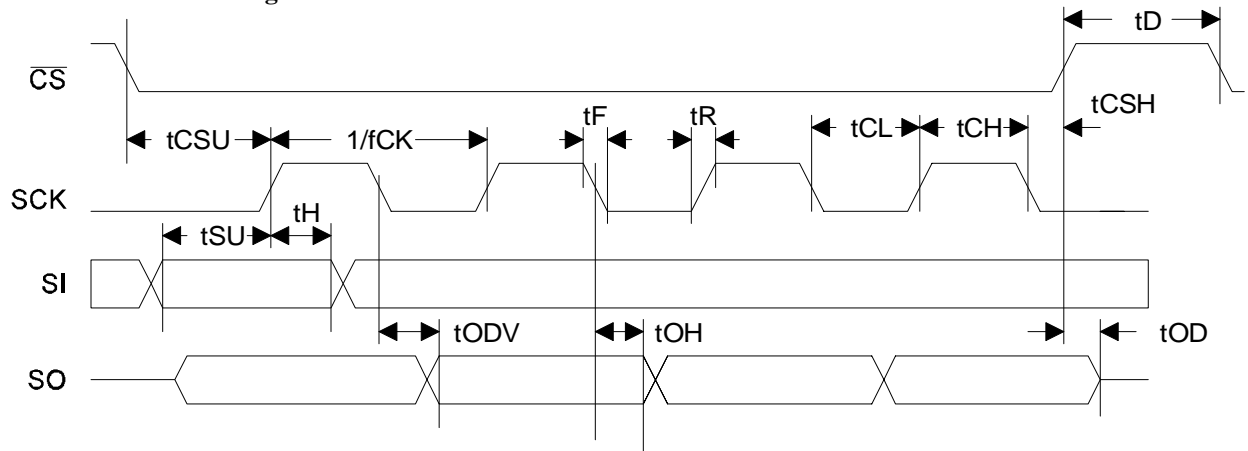 tD
CS
tCSH
tF
tR
tCSU
1/fCK
tCL
tCH
SCK
tH
tSU
SI
tODV
tOH
tOD
SO